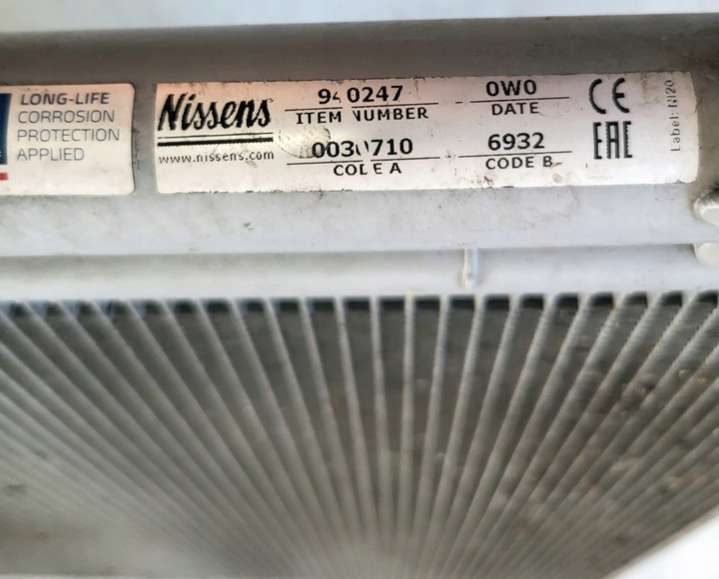 LONG-LIFE
CORROSION
PROTECTION
APPLIED
Nissens
www.nissens.com
940247
ITEM NUMBER
0W0
DATE
0030710
CODE A
6932
CODE B
CE
EAC
Label: